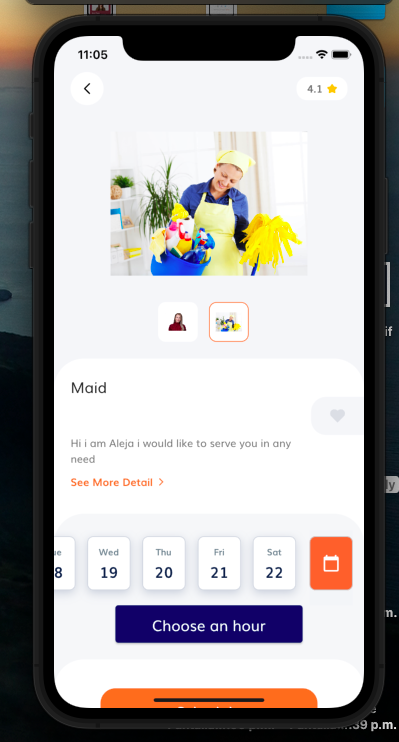 11:05
4.1
Maid
Hi i am Aleja i would like to serve you in any
need
See More Detail
Wed Thu Fri Sat
8 19 20 21 22
Choose an hour